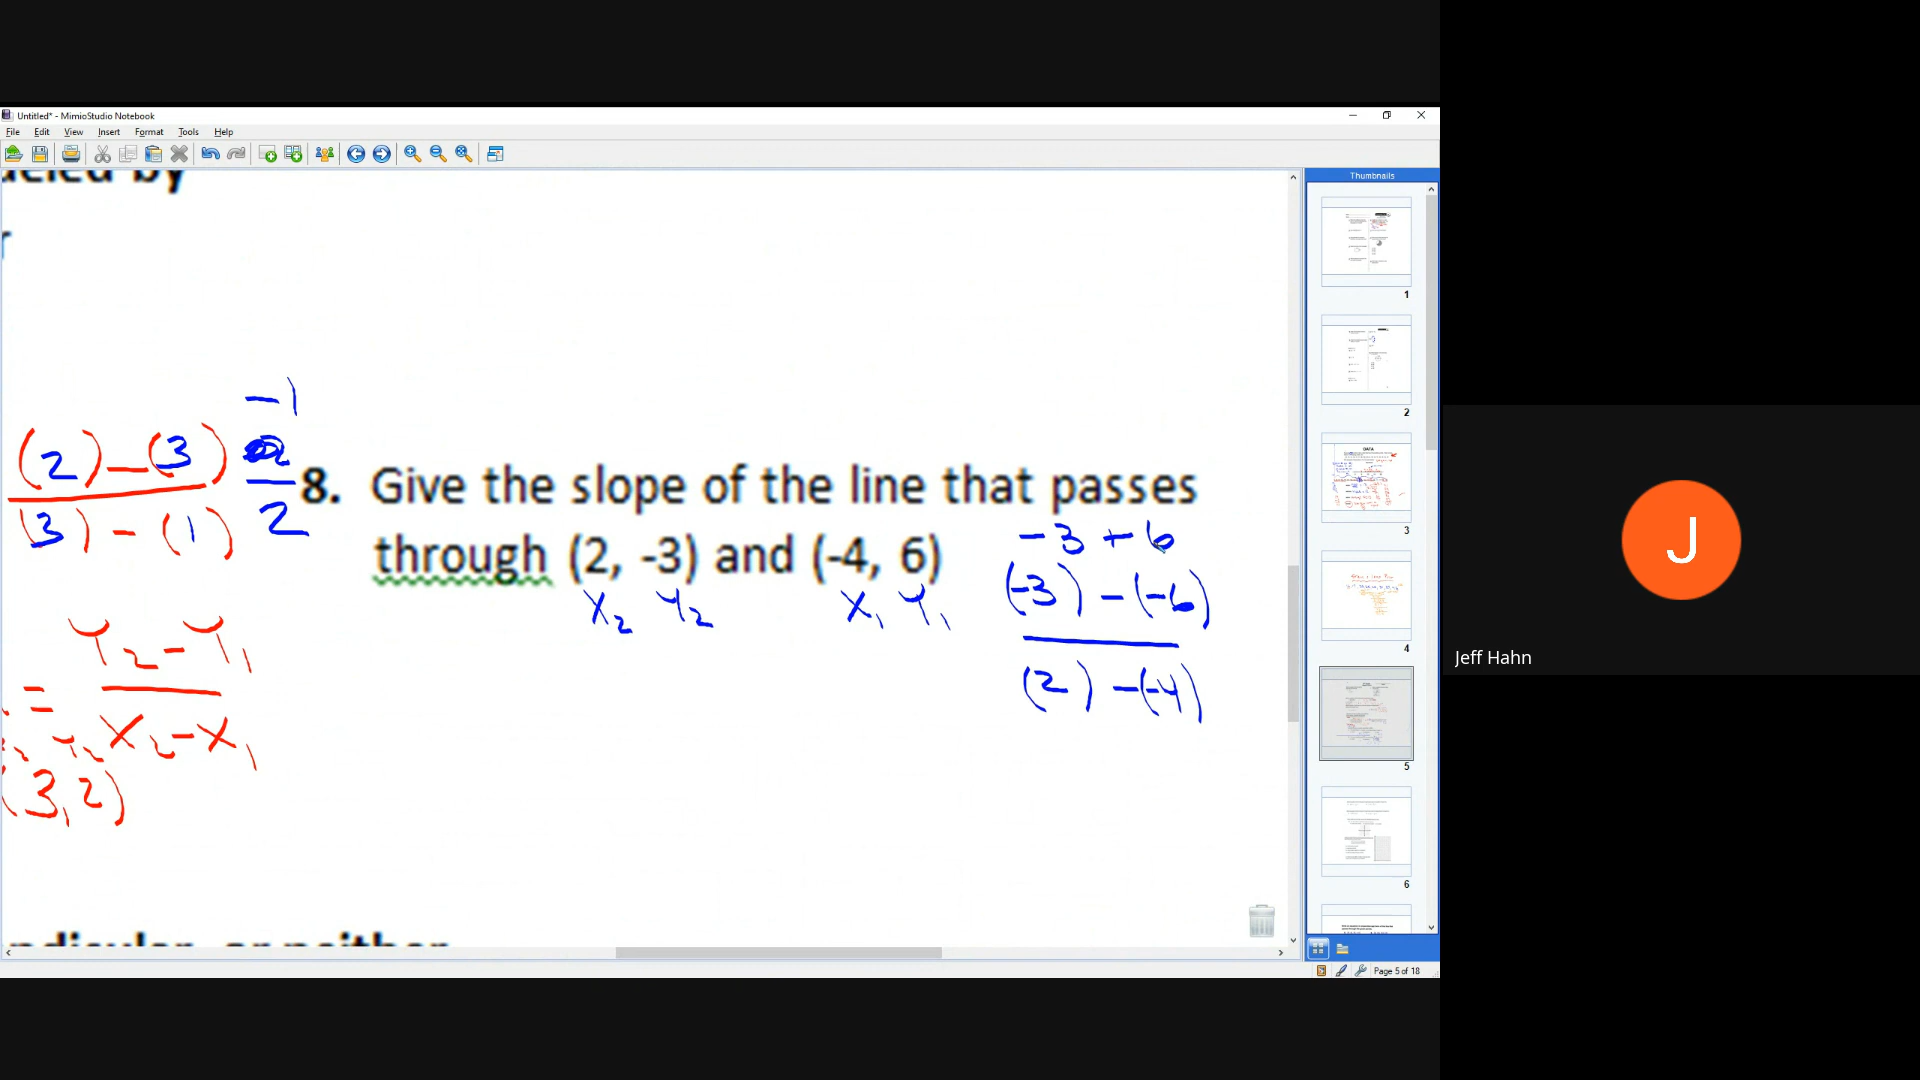 Untitled* - MimioStudio Notebook
File Edit View Insert Format Tools Help
Thumbnails
-1
(2)-(3)
2
(3)-(1)
8. Give the slope of the line that passes
through (2, -3) and (-4, 6)
X2 Y2 X1 Y1
-3+6
(-3)-(-6)
(2)-(-4)
Y2-Y1
=
X2-X1
Y2
(3,2)
1
2
DATA
3
4
5
6
Page 5 of 18
J
Jeff Hahn